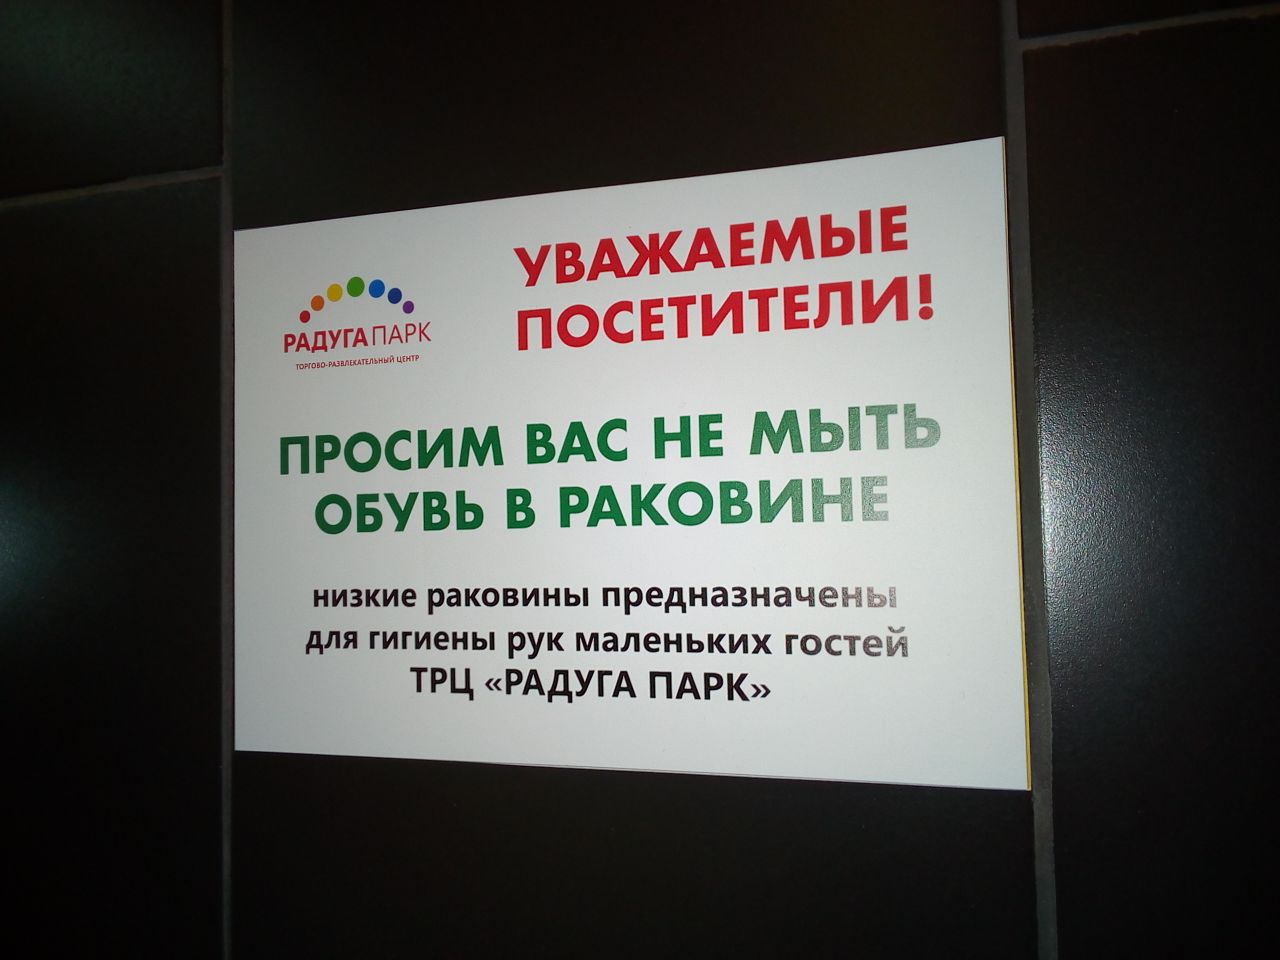 РАДУГА ПАРК
ТОРГОВО-РАЗВЛЕКАТЕЛЬНЫЙ ЦЕНТР
УВАЖАЕМЫЕ
ПОСЕТИТЕЛИ!
ПРОСИМ ВАС НЕ МЫТЬ
ОБУВЬ В РАКОВИНЕ
низкие раковины предназначены
для гигиены рук маленьких гостей
ТРЦ «РАДУГА ПАРК»